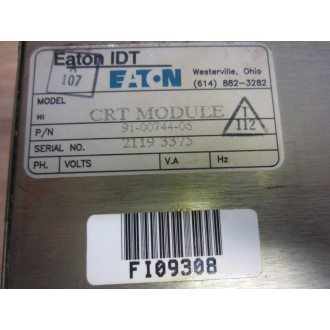 Eaton IDT
A
107
EATON
Westerville, Ohio
(614) 882-3282
MODEL
HI
CRT MODULE
P/N
91-00744-05
T
112
SERIAL NO.
2119 3375
PH.
VOLTS
V.A
Hz
FI09308